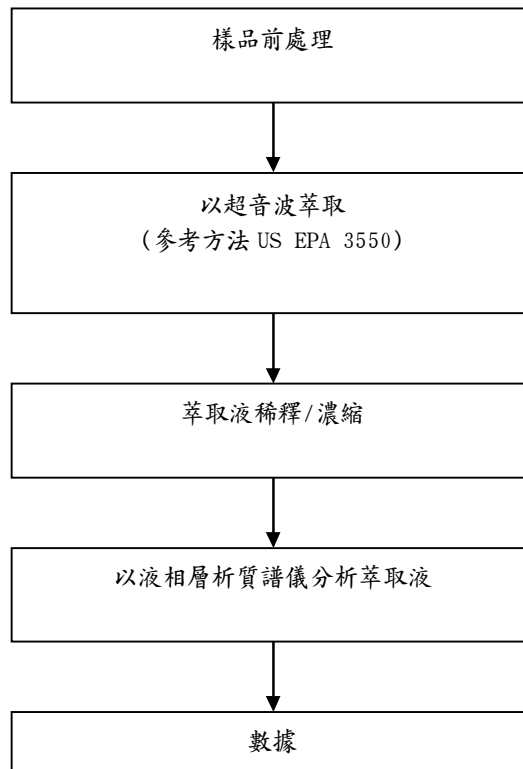 樣品前處理
以超音波萃取
(參考方法 US EPA 3550)
萃取液稀釋/濃縮
以液相層析質譜儀分析萃取液
數據